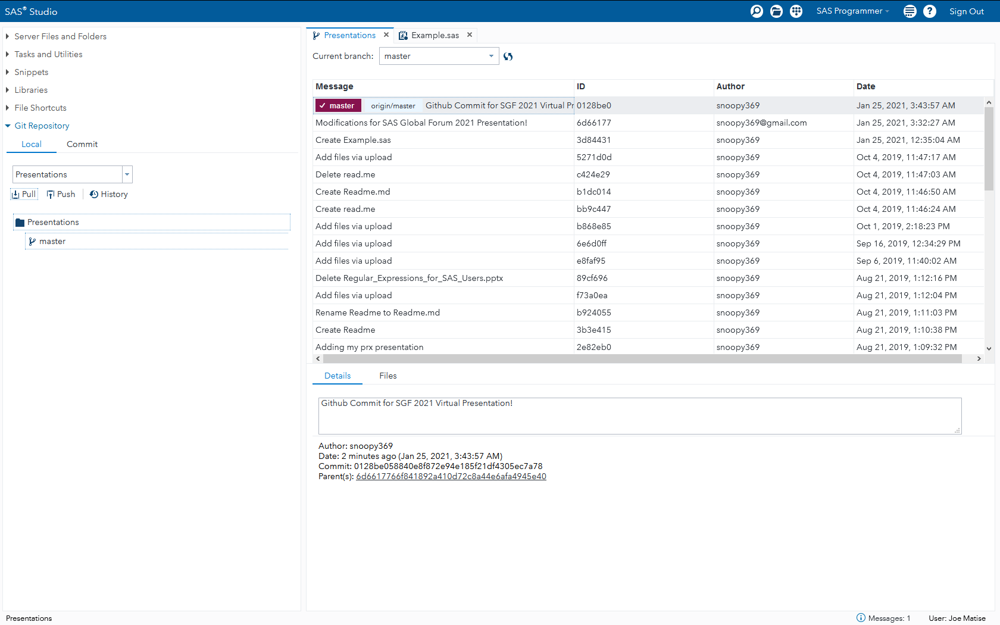 SAS® Studio
SAS Programmer
Sign Out
Server Files and Folders
Tasks and Utilities
Snippets
Libraries
File Shortcuts
Git Repository
Local Commit
Presentations
Pull Push History
Presentations
master
Presentations Example.sas
Current branch: master
Message ID Author Date
master origin/master Github Commit for SGF 2021 Virtual Pr 0128be0 snoopy369 Jan 25, 2021, 3:43:57 AM
Modifications for SAS Global Forum 2021 Presentation! 6d66177 snoopy369@gmail.com Jan 25, 2021, 3:32:27 AM
Create Example.sas 3d84431 snoopy369 Jan 25, 2021, 12:35:04 AM
Add files via upload 5271d0d snoopy369 Oct 4, 2019, 11:47:17 AM
Delete read.me c424e29 snoopy369 Oct 4, 2019, 11:47:03 AM
Create Readme.md b1dc014 snoopy369 Oct 4, 2019, 11:46:50 AM
Create read.me bb9c447 snoopy369 Oct 4, 2019, 11:46:24 AM
Add files via upload b868e85 snoopy369 Oct 1, 2019, 2:18:23 PM
Add files via upload 6e6d0ff snoopy369 Sep 16, 2019, 12:34:29 PM
Add files via upload e8faf95 snoopy369 Sep 6, 2019, 11:40:02 AM
Delete Regular_Expressions_for_SAS_Users.pptx 89cf696 snoopy369 Aug 21, 2019, 1:12:16 PM
Add files via upload f73a0ea snoopy369 Aug 21, 2019, 1:12:04 PM
Rename Readme to Readme.md b924055 snoopy369 Aug 21, 2019, 1:11:03 PM
Create Readme 3b3e415 snoopy369 Aug 21, 2019, 1:10:38 PM
Adding my prx presentation 2e82eb0 snoopy369 Aug 21, 2019, 1:09:32 PM
Details Files
Github Commit for SGF 2021 Virtual Presentation!
Author: snoopy369
Date: 2 minutes ago (Jan 25, 2021, 3:43:57 AM)
Commit: 0128be058840e8f872e94e185f21df4305ec7a78
Parent(s): 6d6617766f841892a410d72c8a44e6afa4945e40
Presentations
Messages: 1
User: Joe Matise